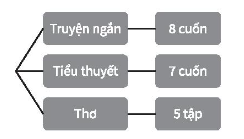 Truyện ngắn 8 cuốn
Tiểu thuyết 7 cuốn
Thơ 5 tập